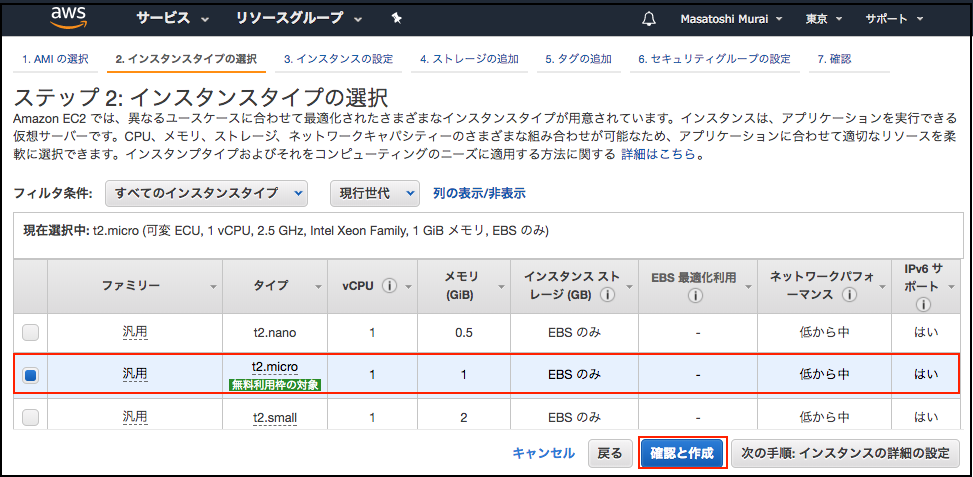 aws サービス リソースグループ Masatoshi Murai 東京 サポート
1. AMI の選択 2. インスタンスタイプの選択 3. インスタンスの設定 4. ストレージの追加 5. タグの追加 6. セキュリティグループの設定 7. 確認
ステップ 2: インスタンスタイプの選択
Amazon EC2 では、異なるユースケースに合わせて最適化されたさまざまなインスタンスタイプが用意されています。インスタンスは、アプリケーションを実行できる
仮想サーバーです。CPU、メモリ、ストレージ、ネットワークキャパシティーのさまざまな組み合わせが可能なため、アプリケーションに合わせて適切なリソースを柔
軟に選択できます。インスタンプタイプおよびそれをコンピューティングのニーズに適用する方法に関する 詳細はこちら。
フィルタ条件: すべてのインスタンスタイプ 現行世代 列の表示/非表示
現在選択中: t2.micro (可変 ECU, 1 vCPU, 2.5 GHz, Intel Xeon Family, 1 GiB メモリ, EBS のみ)
ファミリー タイプ vCPU メモリ (GiB) インスタンス ストレージ (GB) EBS 最適化利用 ネットワークパフォーマンス IPv6 サポート
汎用 t2.nano 1 0.5 EBS のみ - 低から中 はい
汎用 t2.micro 1 1 EBS のみ - 低から中 はい
無料利用枠の対象
汎用 t2.small 1 2 EBS のみ - 低から中 はい
キャンセル 戻る 確認と作成 次の手順: インスタンスの詳細の設定